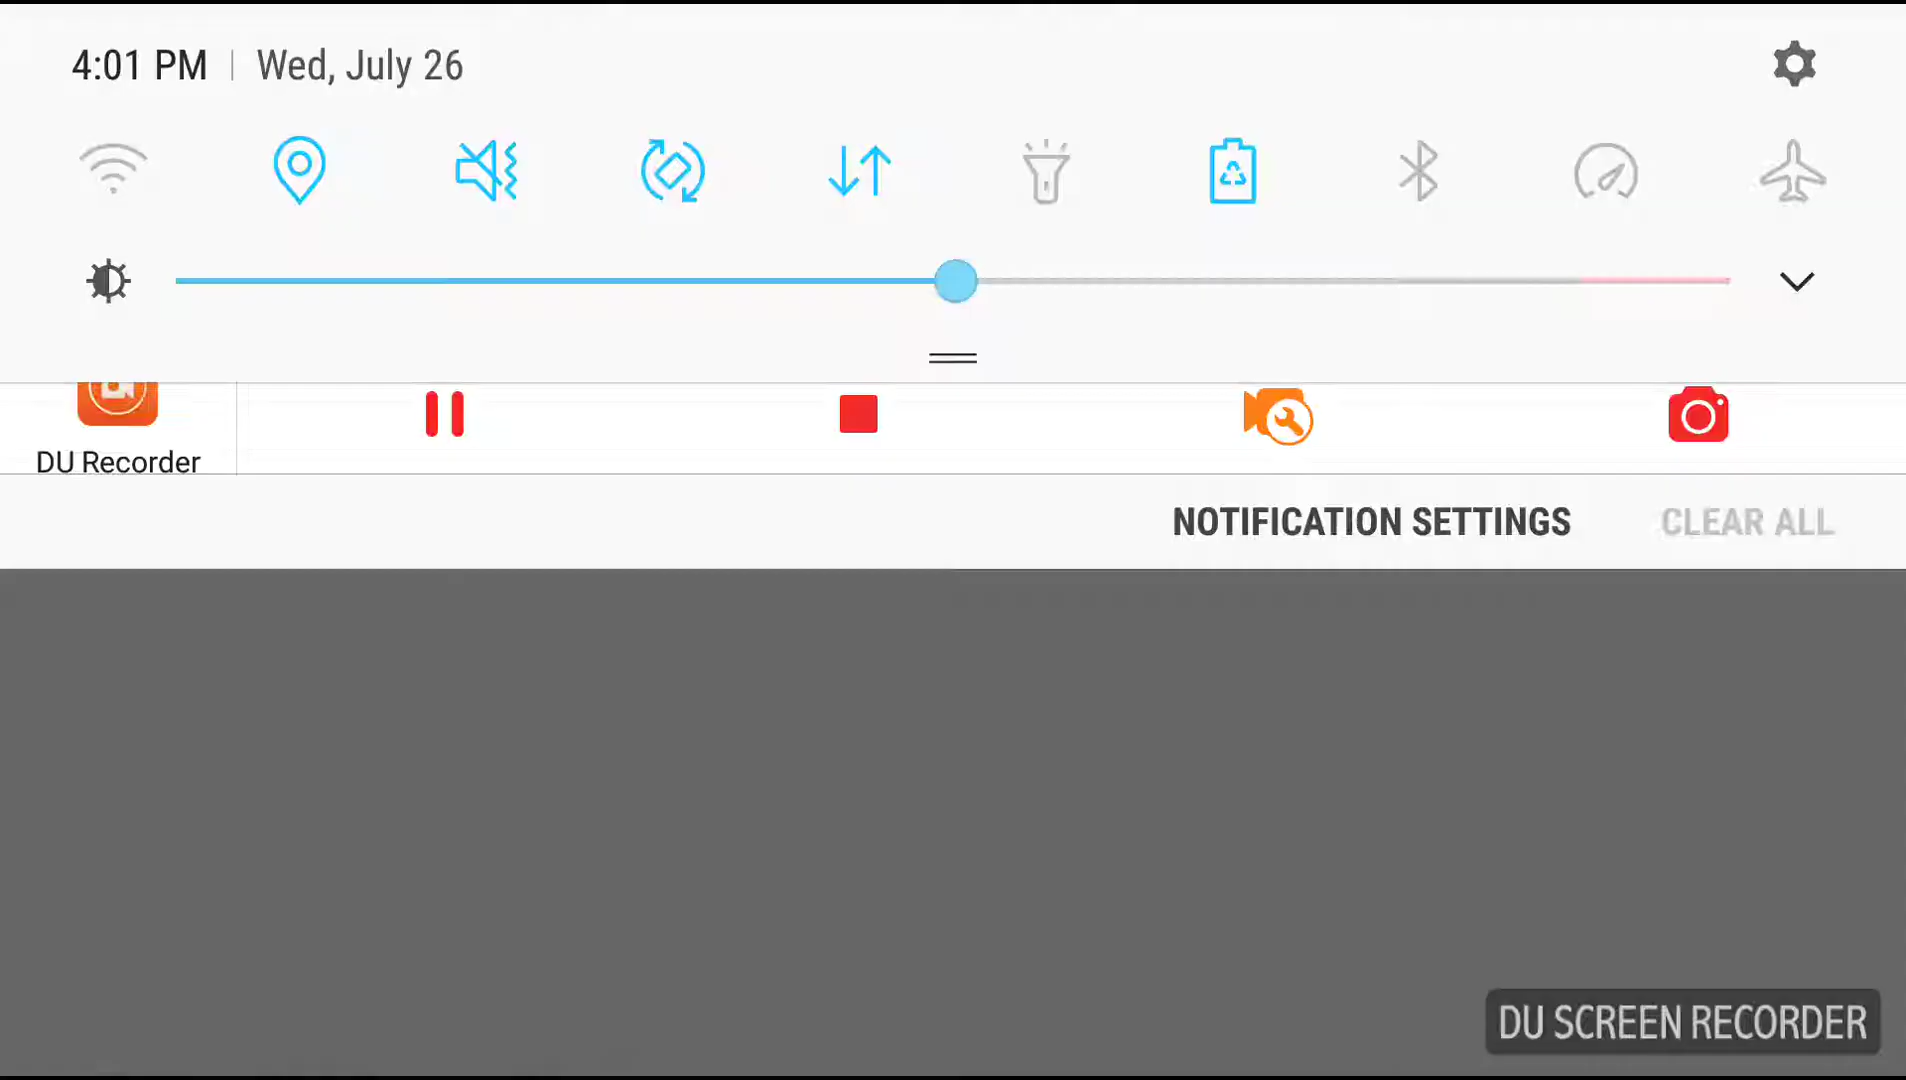 4:01 PM | Wed, July 26
DU Recorder
NOTIFICATION SETTINGS CLEAR ALL
DU SCREEN RECORDER